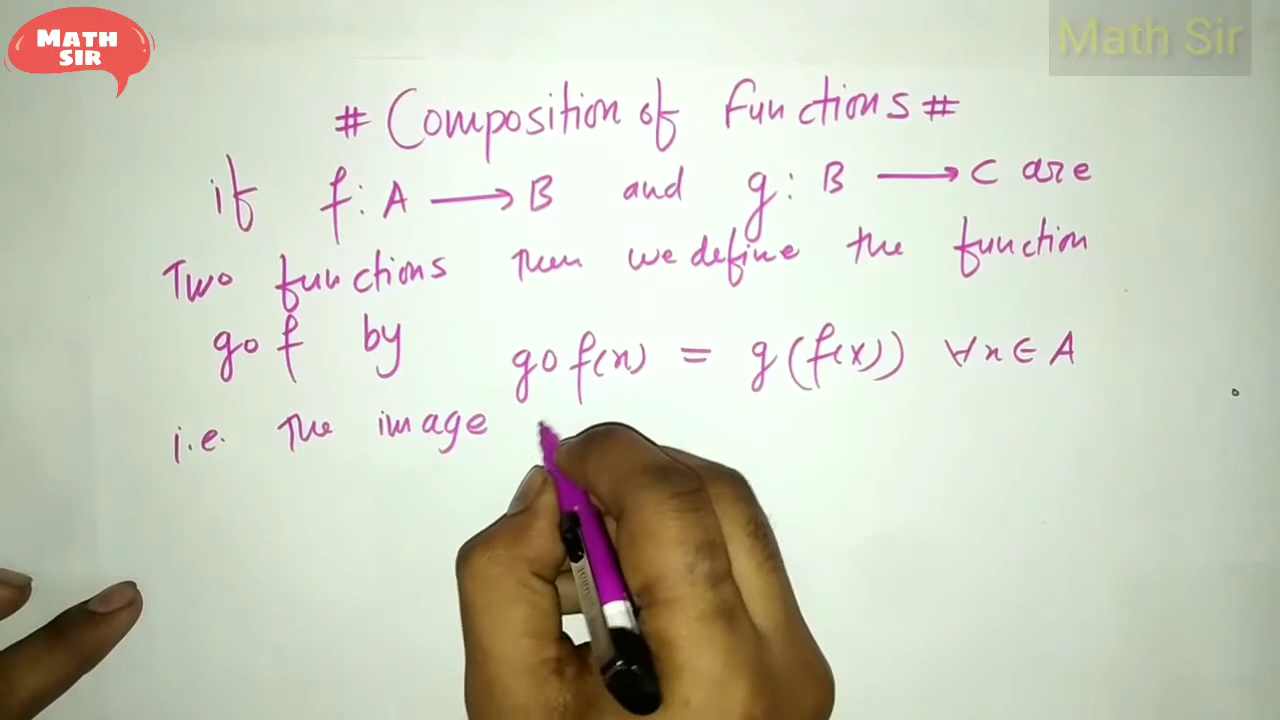 MATH
SIR
Math Sir
# Composition of Functions #
if f: A ⟶ B and g: B ⟶ C are
Two functions Then we define the function
gof by gof(x) = g(f(x)) ∀x ∈ A
i.e. The image